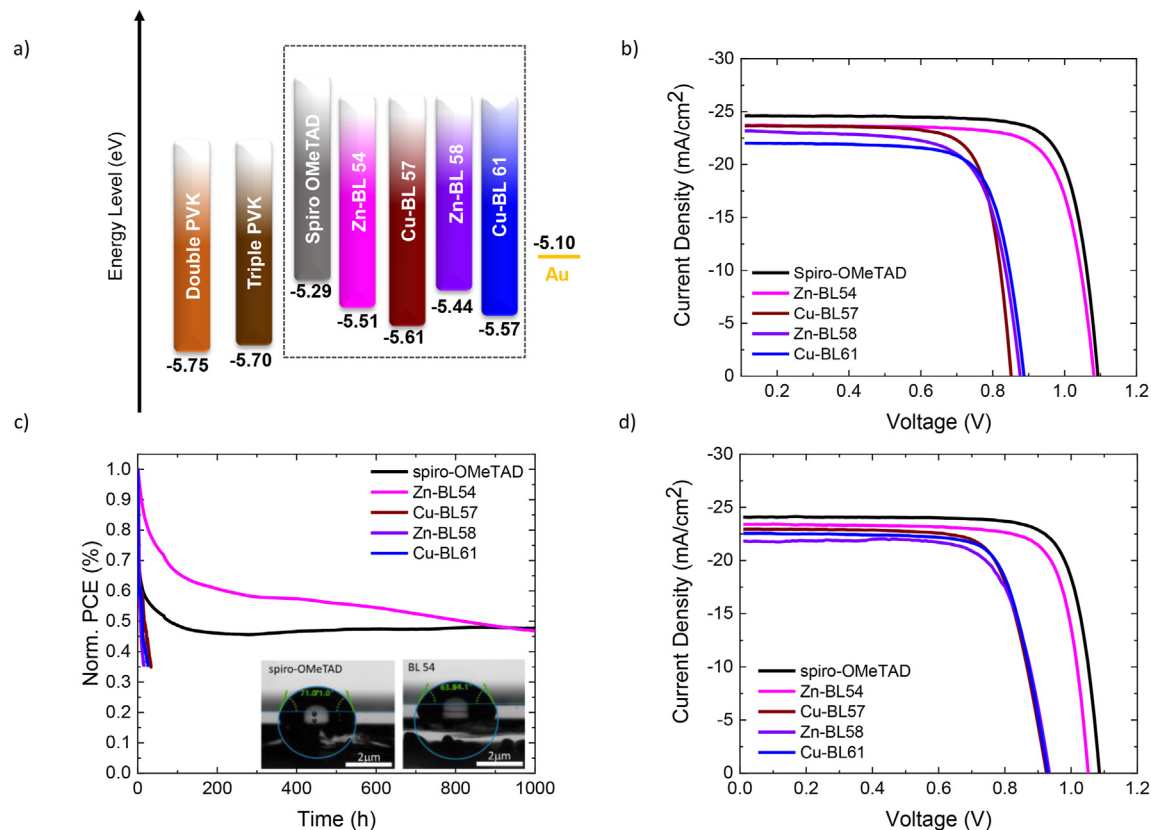 a)
Energy Level (eV)
Double PVK
-5.75
Triple PVK
-5.70
Spiro OMeTAD
-5.29
Zn-BL 54
-5.51
Cu-BL 57
-5.61
Zn-BL 58
-5.44
Cu-BL 61
-5.57
-5.10
Au
b)
Current Density (mA/cm²)
-30
-25
-20
-15
-10
-5
0
Spiro-OMeTAD
Zn-BL54
Cu-BL57
Zn-BL58
Cu-BL61
0.2
0.4
0.6
0.8
1.0
1.2
Voltage (V)
c)
Norm. PCE (%)
1.0
0.9
0.8
0.7
0.6
0.5
0.4
0.3
0.2
0.1
0.0
spiro-OMeTAD
Zn-BL54
Cu-BL57
Zn-BL58
Cu-BL61
spiro-OMeTAD
2μm
BL 54
2μm
0
200
400
600
800
1000
Time (h)
d)
Current Density (mA/cm²)
-30
-25
-20
-15
-10
-5
0
spiro-OMeTAD
Zn-BL54
Cu-BL57
Zn-BL58
Cu-BL61
0.0
0.2
0.4
0.6
0.8
1.0
1.2
Voltage (V)